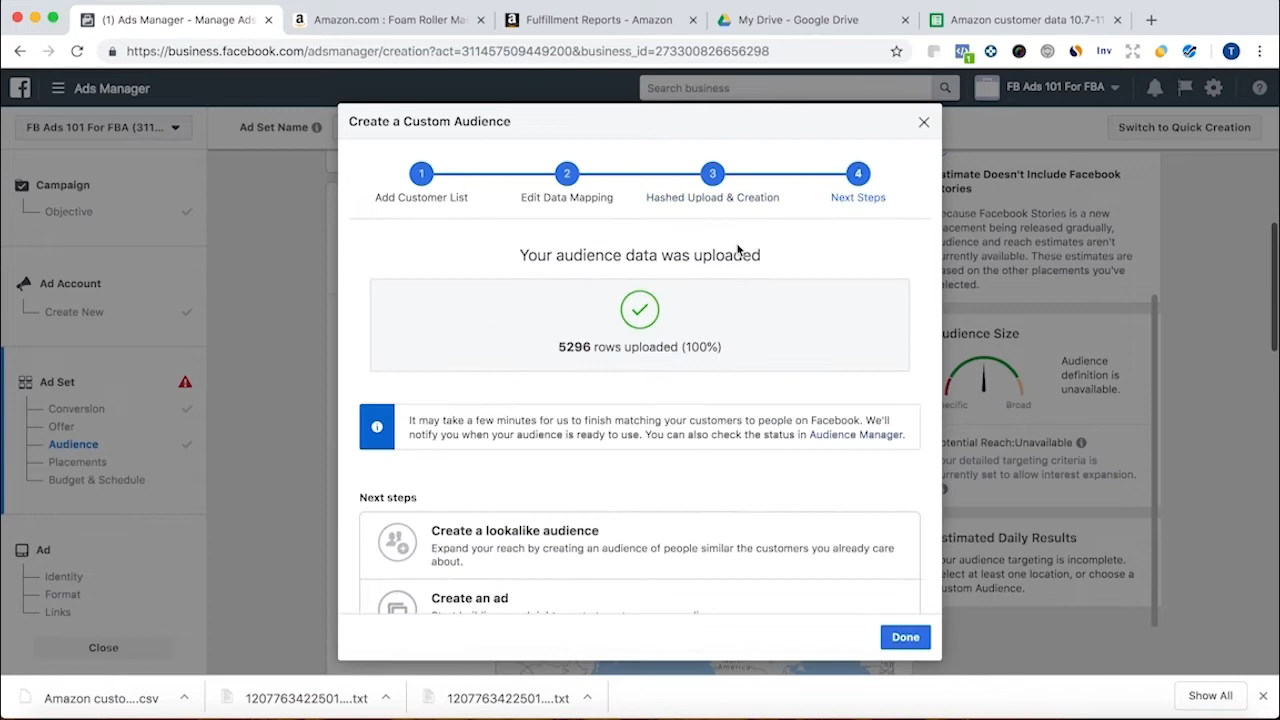 (1) Ads Manager - Manage Ads
Amazon.com : Foam Roller Mas
Fulfillment Reports - Amazon
My Drive - Google Drive
Amazon customer data 10.7-11
https://business.facebook.com/adsmanager/creation?act=311457509449200&business_id=273300826656298
1
Inv
T
Ads Manager
Search business
FB Ads 101 For FBA
FB Ads 101 For FBA (311...
Ad Set Name
Switch to Quick Creation
Campaign
Objective
Ad Account
Create New
Ad Set
Conversion
Offer
Audience
Placements
Budget & Schedule
Ad
Identity
Format
Links
Close
Create a Custom Audience
1
2
3
4
Add Customer List
Edit Data Mapping
Hashed Upload & Creation
Next Steps
Your audience data was uploaded
5296 rows uploaded (100%)
It may take a few minutes for us to finish matching your customers to people on Facebook. We'll
notify you when your audience is ready to use. You can also check the status in Audience Manager.
Next steps
Create a lookalike audience
Expand your reach by creating an audience of people similar the customers you already care
about.
Create an ad
Done
America
timate Doesn't Include Facebook
tories
ecause Facebook Stories is a new
acement being released gradually,
udience and reach estimates aren't
urrently available. These estimates are
ased on the other placements you've
elected.
udience Size
ecific
Broad
Audience
definition is
unavailable.
otential Reach:Unavailable
our detailed targeting criteria is
urrently set to allow interest expansion.
stimated Daily Results
our audience targeting is incomplete.
elect at least one location, or choose a
ustom Audience.
Amazon custo....csv
1207763422501....txt
1207763422501....txt
Show All